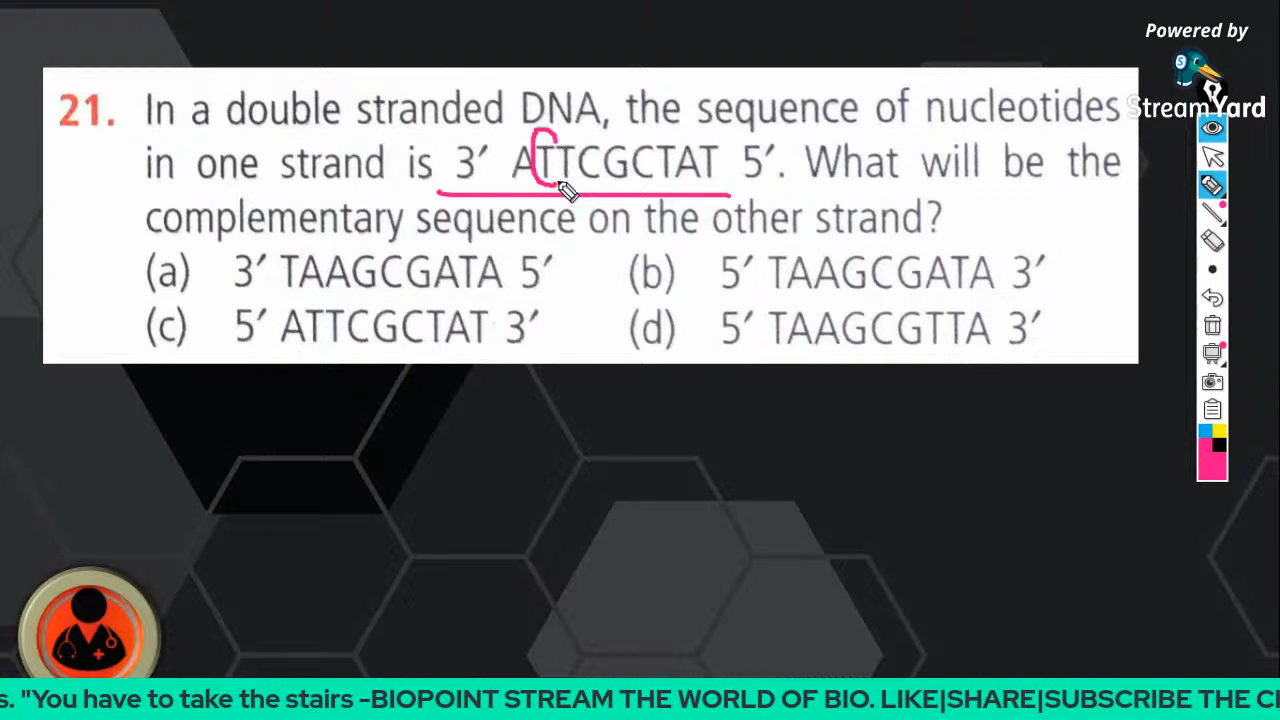 Powered by
StreamYard
21. In a double stranded DNA, the sequence of nucleotides
in one strand is 3′ ATTCGCTAT 5′. What will be the
complementary sequence on the other strand?
(a) 3′ TAAGCGATA 5′ (b) 5′ TAAGCGATA 3′
(c) 5′ ATTCGCTAT 3′ (d) 5′ TAAGCGTTA 3′
s. "You have to take the stairs -BIOPOINT STREAM THE WORLD OF BIO. LIKE|SHARE|SUBSCRIBE THE